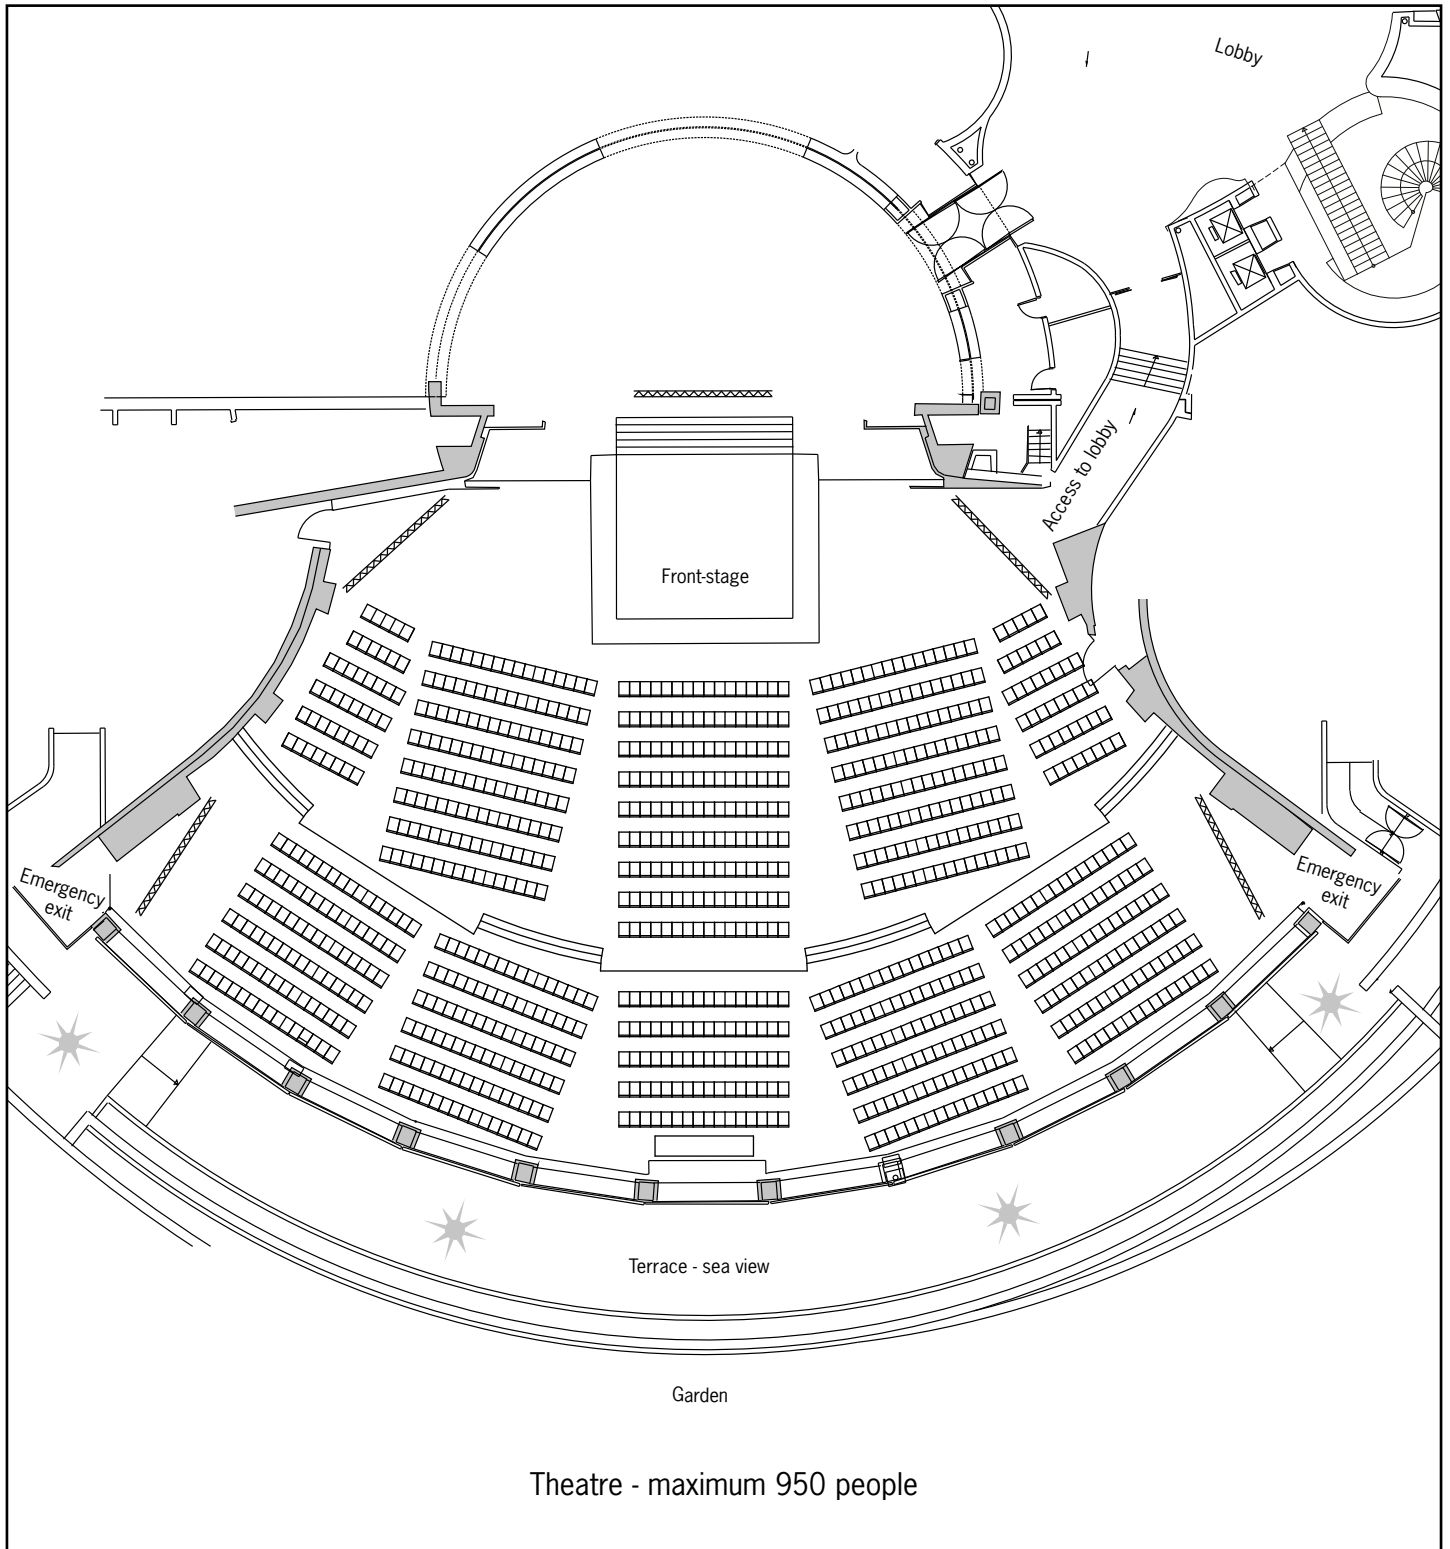 Lobby
Access to lobby
Front-stage
Emergency
exit
Emergency
exit
Terrace - sea view
Garden
Theatre - maximum 950 people